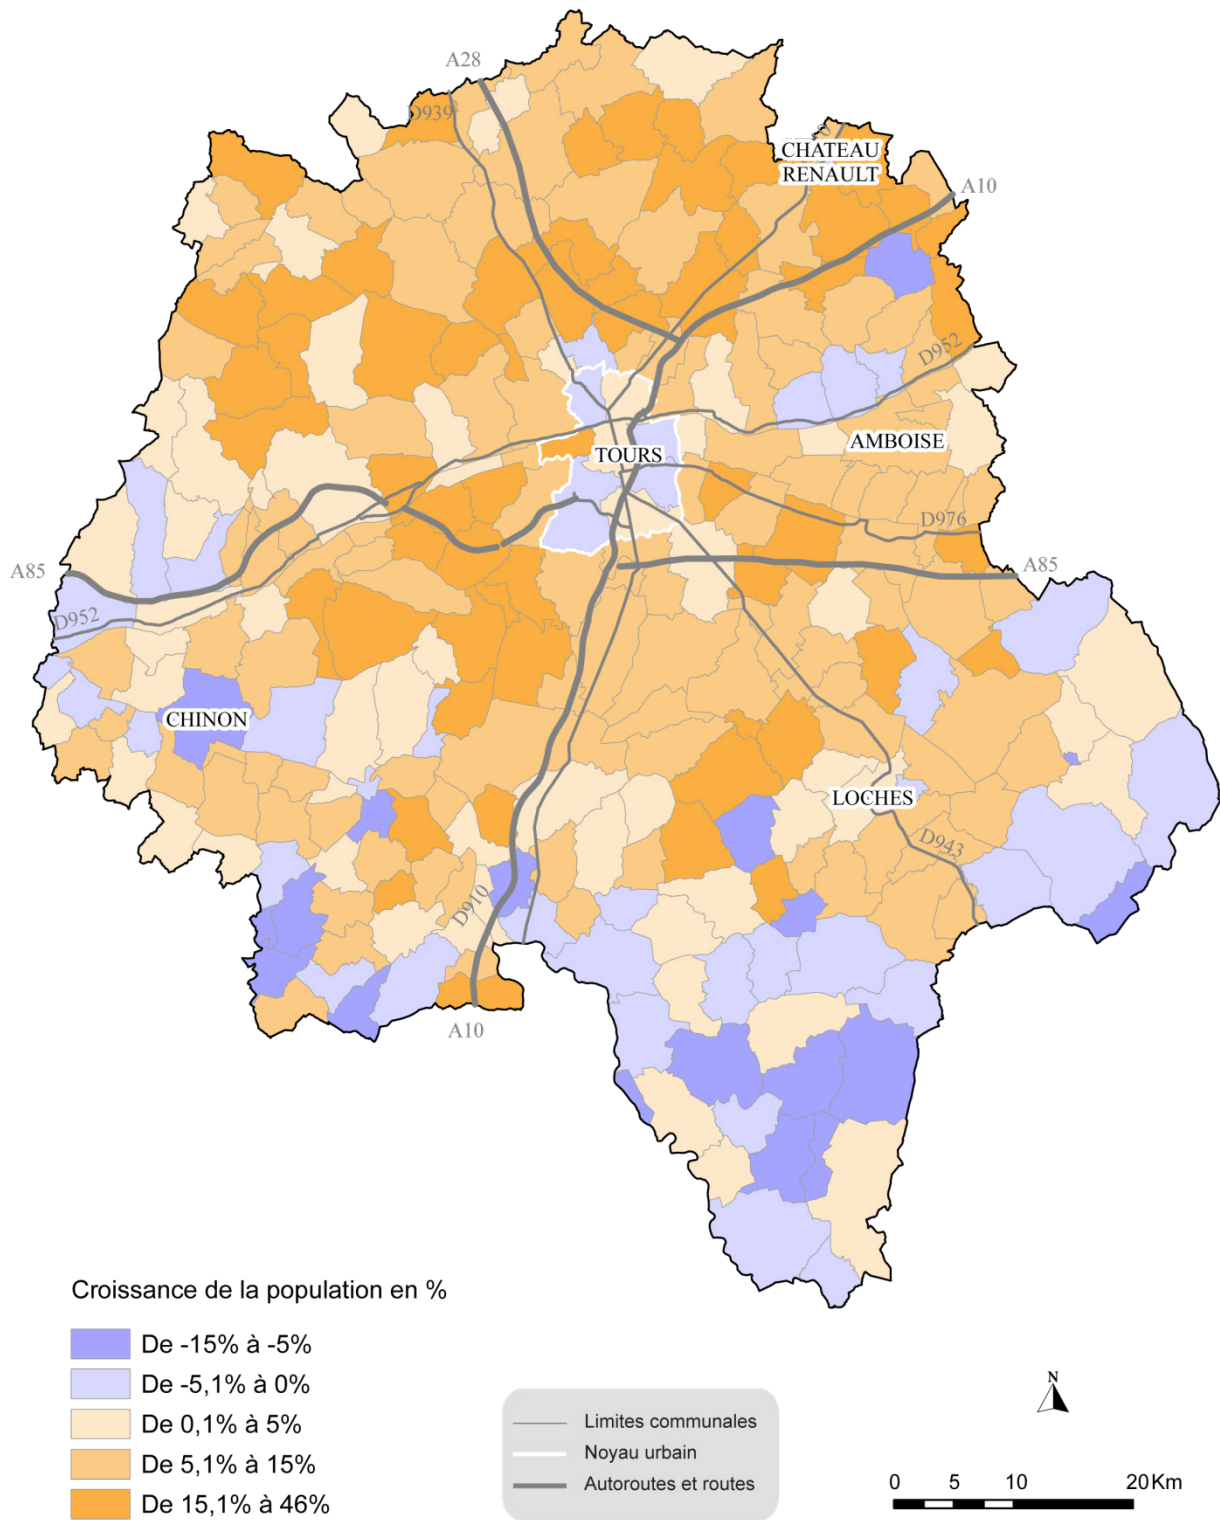 A28
D939
CHATEAU
RENAULT
A10
D952
AMBOISE
TOURS
D976
A85
A85
D952
CHINON
LOCHES
D943
D910
A10
Croissance de la population en %
De -15% à -5%
De -5,1% à 0%
De 0,1% à 5%
De 5,1% à 15%
De 15,1% à 46%
Limites communales
Noyau urbain
Autoroutes et routes
N
0 5 10 20 Km